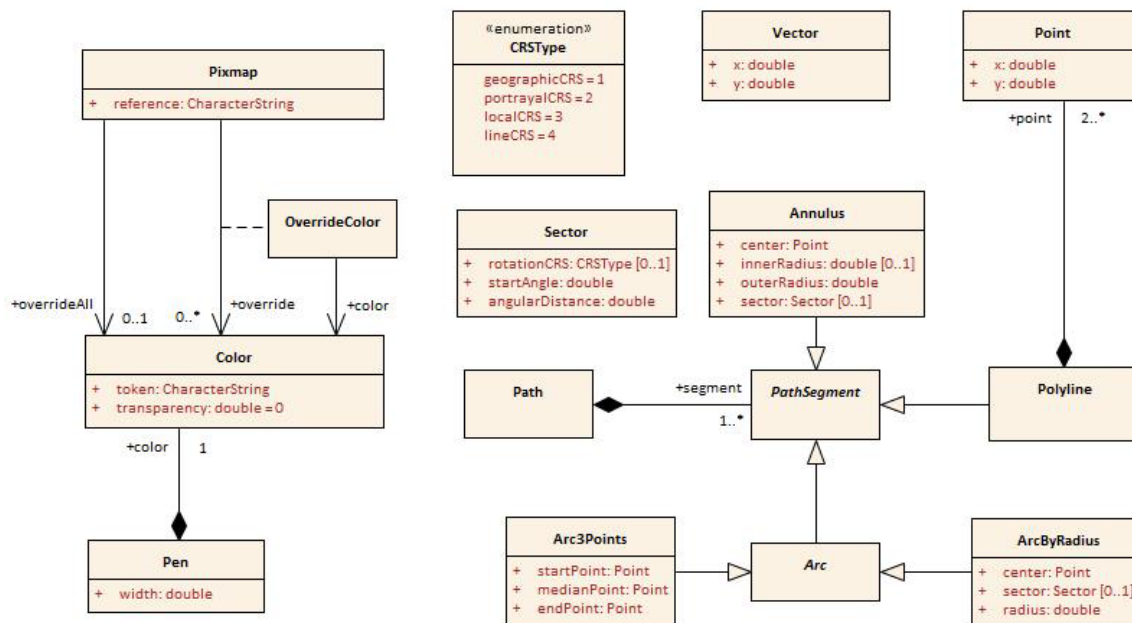 Pixmap
+ reference: CharacterString
«enumeration»
CRSType
geographicCRS = 1
portrayalCRS = 2
localCRS = 3
lineCRS = 4
Vector
+ x: double
+ y: double
Point
+ x: double
+ y: double
+point 2..*
OverrideColor
+overrideAll 0..1 0..* +override +color
Sector
+ rotationCRS: CRSType [0..1]
+ startAngle: double
+ angularDistance: double
Annulus
+ center: Point
+ innerRadius: double [0..1]
+ outerRadius: double
+ sector: Sector [0..1]
Color
+ token: CharacterString
+ transparency: double = 0
+color 1
Path
+segment
1..*
PathSegment
Polyline
Pen
+ width: double
Arc3Points
+ startPoint: Point
+ medianPoint: Point
+ endPoint: Point
Arc
ArcByRadius
+ center: Point
+ sector: Sector [0..1]
+ radius: double